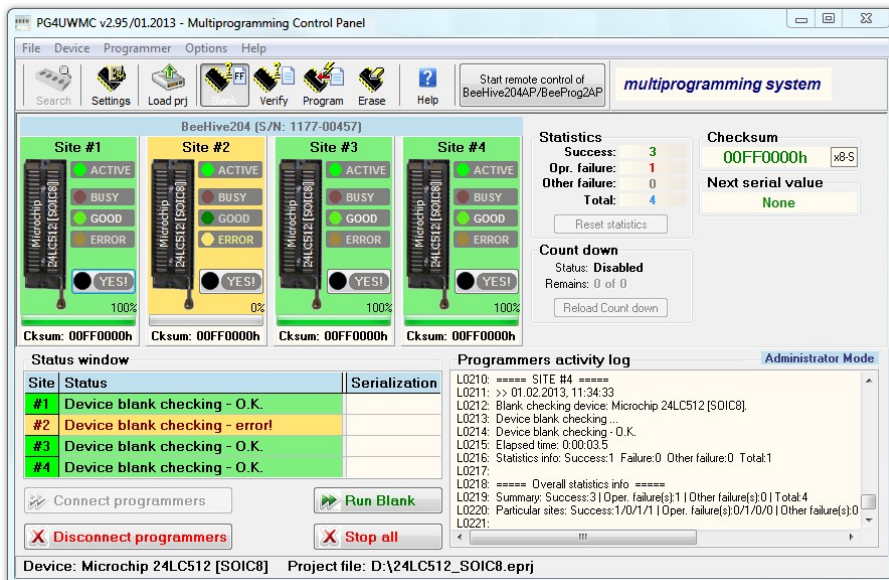 PG4UWMC v2.95/01.2013 - Multiprogramming Control Panel
File Device Programmer Options Help
Search Settings Load prj Blank Verify Program Erase Help
Start remote control of
BeeHive204AP/BeeProg2AP
multiprogramming system
BeeHive204 (S/N: 1177-00457)
Site #1 Site #2 Site #3 Site #4
Microchip
24LC512 [SOIC8]
ACTIVE
BUSY
GOOD
ERROR
YES!
100%
Cksum: 00FF0000h
Microchip
24LC512 [SOIC8]
ACTIVE
BUSY
GOOD
ERROR
YES!
0%
Cksum: 00FF0000h
Microchip
24LC512 [SOIC8]
ACTIVE
BUSY
GOOD
ERROR
YES!
100%
Cksum: 00FF0000h
Microchip
24LC512 [SOIC8]
ACTIVE
BUSY
GOOD
ERROR
YES!
100%
Cksum: 00FF0000h
Statistics
Success: 3
Opr. failure: 1
Other failure: 0
Total: 4
Reset statistics
Count down
Status: Disabled
Remains: 0 of 0
Reload Count down
Checksum
00FF0000h x8-S
Next serial value
None
Status window
Site Status Serialization
#1 Device blank checking - O.K.
#2 Device blank checking - error!
#3 Device blank checking - O.K.
#4 Device blank checking - O.K.
Connect programmers Run Blank
Disconnect programmers Stop all
Programmers activity log Administrator Mode
L0210: ===== SITE #4 =====
L0211: >> 01.02.2013, 11:34:33
L0212: Blank checking device: Microchip 24LC512 [SOIC8].
L0213: Device blank checking ...
L0214: Device blank checking - O.K.
L0215: Elapsed time: 0:00:03.5
L0216: Statistics info: Success:1 Failure:0 Other failure:0 Total:1
L0217:
L0218: ===== Overall statistics info =====
L0219: Summary: Success:3 | Oper. failure(s):1 | Other failure(s):0 | Total:4
L0220: Particular sites: Success:1/0/1/1 | Oper. failure(s):0/1/0/0 | Other failure(s):0
L0221:
Device: Microchip 24LC512 [SOIC8] Project file: D:\24LC512_SOIC8.eprj